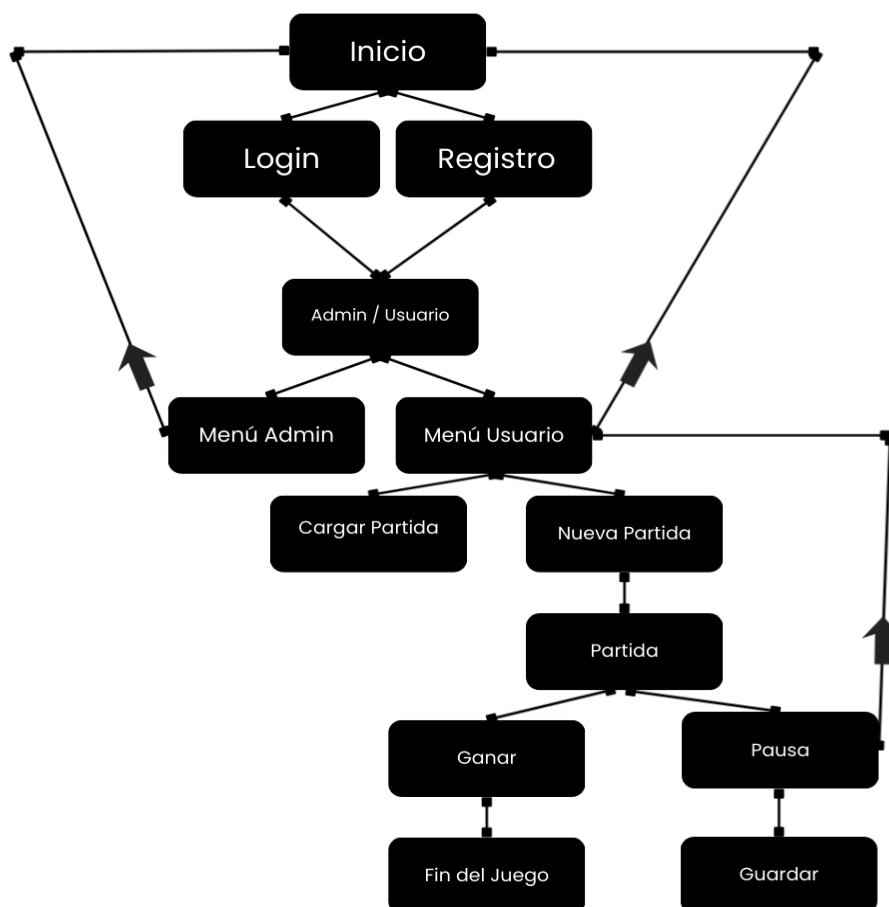 Inicio
Login
Registro
Admin / Usuario
Menú Admin
Menú Usuario
Cargar Partida
Nueva Partida
Partida
Ganar
Pausa
Fin del Juego
Guardar